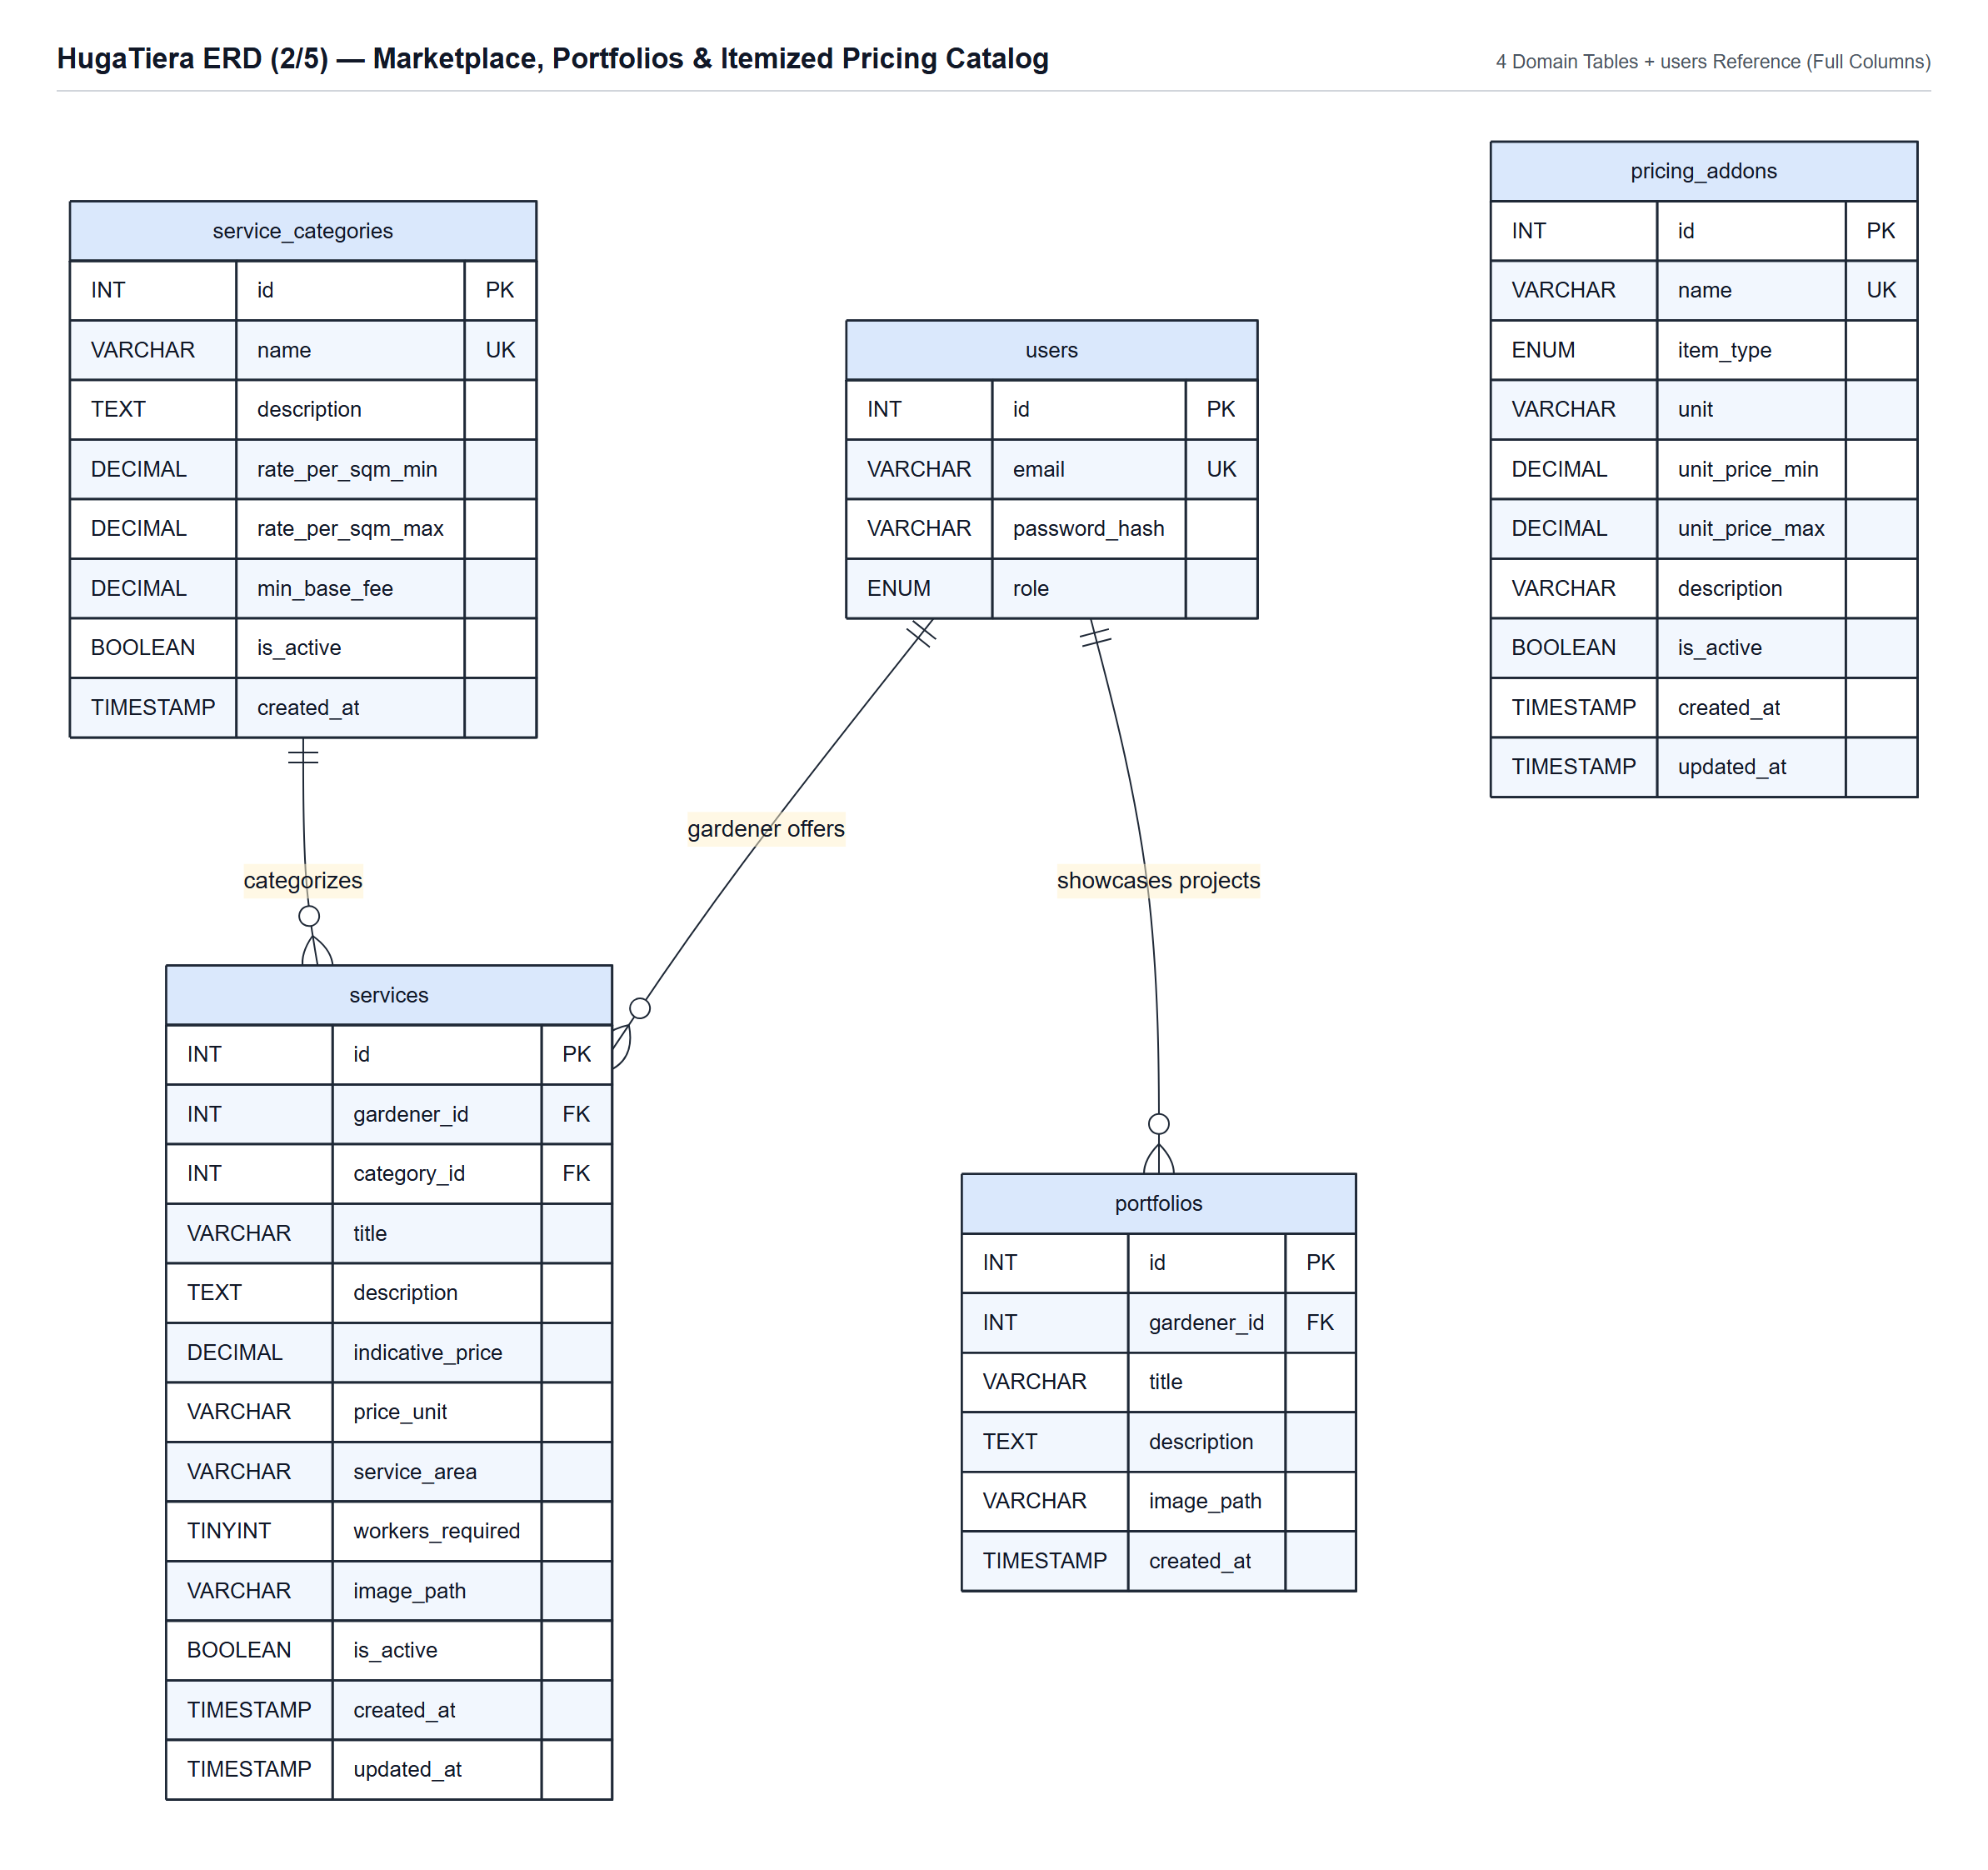 HugaTiera ERD (2/5) — Marketplace, Portfolios & Itemized Pricing Catalog
4 Domain Tables + users Reference (Full Columns)
service_categories
INT id PK
VARCHAR name UK
TEXT description
DECIMAL rate_per_sqm_min
DECIMAL rate_per_sqm_max
DECIMAL min_base_fee
BOOLEAN is_active
TIMESTAMP created_at
users
INT id PK
VARCHAR email UK
VARCHAR password_hash
ENUM role
pricing_addons
INT id PK
VARCHAR name UK
ENUM item_type
VARCHAR unit
DECIMAL unit_price_min
DECIMAL unit_price_max
VARCHAR description
BOOLEAN is_active
TIMESTAMP created_at
TIMESTAMP updated_at
gardener offers
categorizes
showcases projects
services
INT id PK
INT gardener_id FK
INT category_id FK
VARCHAR title
TEXT description
DECIMAL indicative_price
VARCHAR price_unit
VARCHAR service_area
TINYINT workers_required
VARCHAR image_path
BOOLEAN is_active
TIMESTAMP created_at
TIMESTAMP updated_at
portfolios
INT id PK
INT gardener_id FK
VARCHAR title
TEXT description
VARCHAR image_path
TIMESTAMP created_at